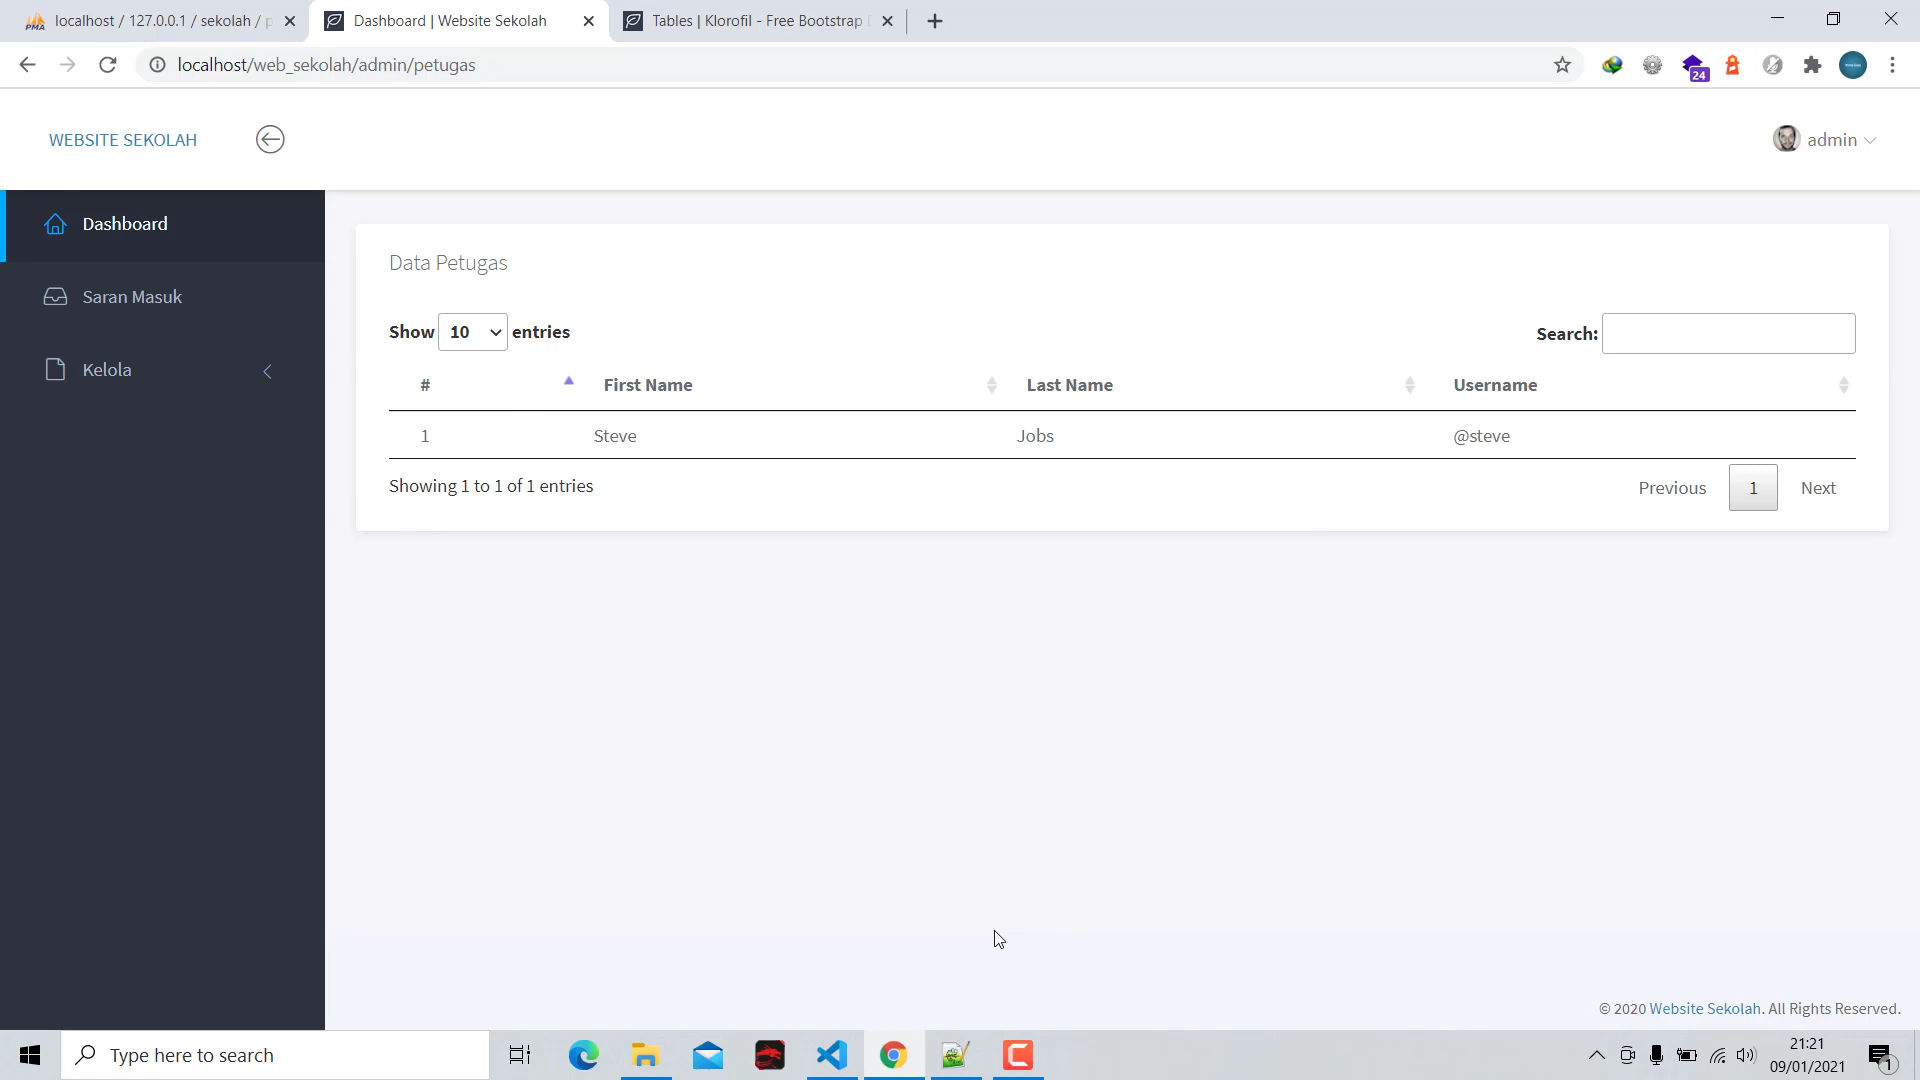 localhost / 127.0.0.1 / sekolah / p
Dashboard | Website Sekolah
Tables | Klorofil - Free Bootstrap
localhost/web_sekolah/admin/petugas
24
WEBSITE SEKOLAH
admin
Dashboard
Saran Masuk
Kelola
Data Petugas
Show 10 entries
Search:
# First Name Last Name Username
1 Steve Jobs @steve
Showing 1 to 1 of 1 entries
Previous 1 Next
© 2020 Website Sekolah. All Rights Reserved.
Type here to search
21:21
09/01/2021
1